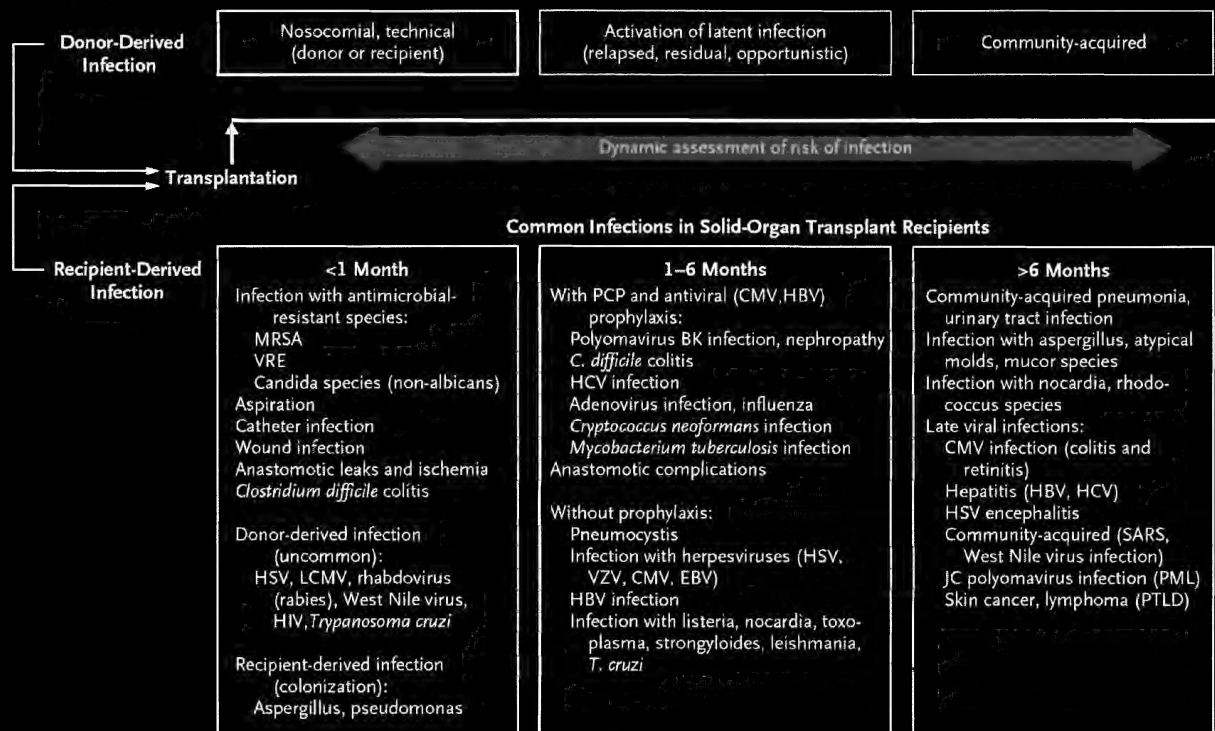 Donor-Derived
Infection
Nosocomial, technical
(donor or recipient)
Activation of latent infection
(relapsed, residual, opportunistic)
Community-acquired
Dynamic assessment of risk of infection
Transplantation
Common Infections in Solid-Organ Transplant Recipients
Recipient-Derived
Infection
<1 Month
Infection with antimicrobial-
resistant species:
MRSA
VRE
Candida species (non-albicans)
Aspiration
Catheter infection
Wound infection
Anastomotic leaks and ischemia
Clostridium difficile colitis
Donor-derived infection
(uncommon):
HSV, LCMV, rhabdovirus
(rabies), West Nile virus,
HIV, Trypanosoma cruzi
Recipient-derived infection
(colonization):
Aspergillus, pseudomonas
1–6 Months
With PCP and antiviral (CMV,HBV)
prophylaxis:
Polyomavirus BK infection, nephropathy
C. difficile colitis
HCV infection
Adenovirus infection, influenza
Cryptococcus neoformans infection
Mycobacterium tuberculosis infection
Anastomotic complications
Without prophylaxis:
Pneumocystis
Infection with herpesviruses (HSV,
VZV, CMV, EBV)
HBV infection
Infection with listeria, nocardia, toxo-
plasma, strongyloides, leishmania,
T. cruzi
>6 Months
Community-acquired pneumonia,
urinary tract infection
Infection with aspergillus, atypical
molds, mucor species
Infection with nocardia, rhodo-
coccus species
Late viral infections:
CMV infection (colitis and
retinitis)
Hepatitis (HBV, HCV)
HSV encephalitis
Community-acquired (SARS,
West Nile virus infection)
JC polyomavirus infection (PML)
Skin cancer, lymphoma (PTLD)